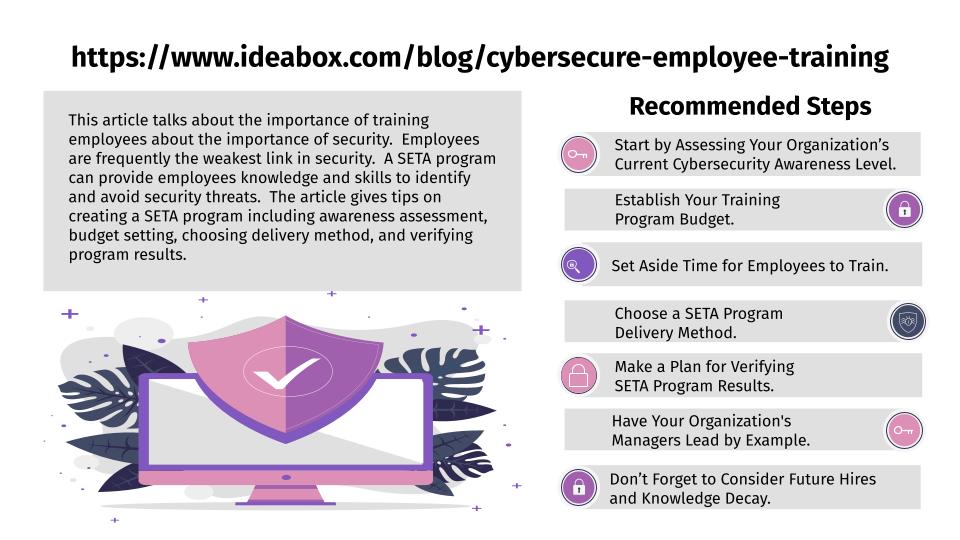 https://www.ideabox.com/blog/cybersecure-employee-training
This article talks about the importance of training
employees about the importance of security.  Employees
are frequently the weakest link in security.  A SETA program
can provide employees knowledge and skills to identify
and avoid security threats.  The article gives tips on
creating a SETA program including awareness assessment,
budget setting, choosing delivery method, and verifying
program results.
Recommended Steps
Start by Assessing Your Organization’s
Current Cybersecurity Awareness Level.
Establish Your Training
Program Budget.
Set Aside Time for Employees to Train.
Choose a SETA Program
Delivery Method.
Make a Plan for Verifying
SETA Program Results.
Have Your Organization's
Managers Lead by Example.
Don’t Forget to Consider Future Hires
and Knowledge Decay.